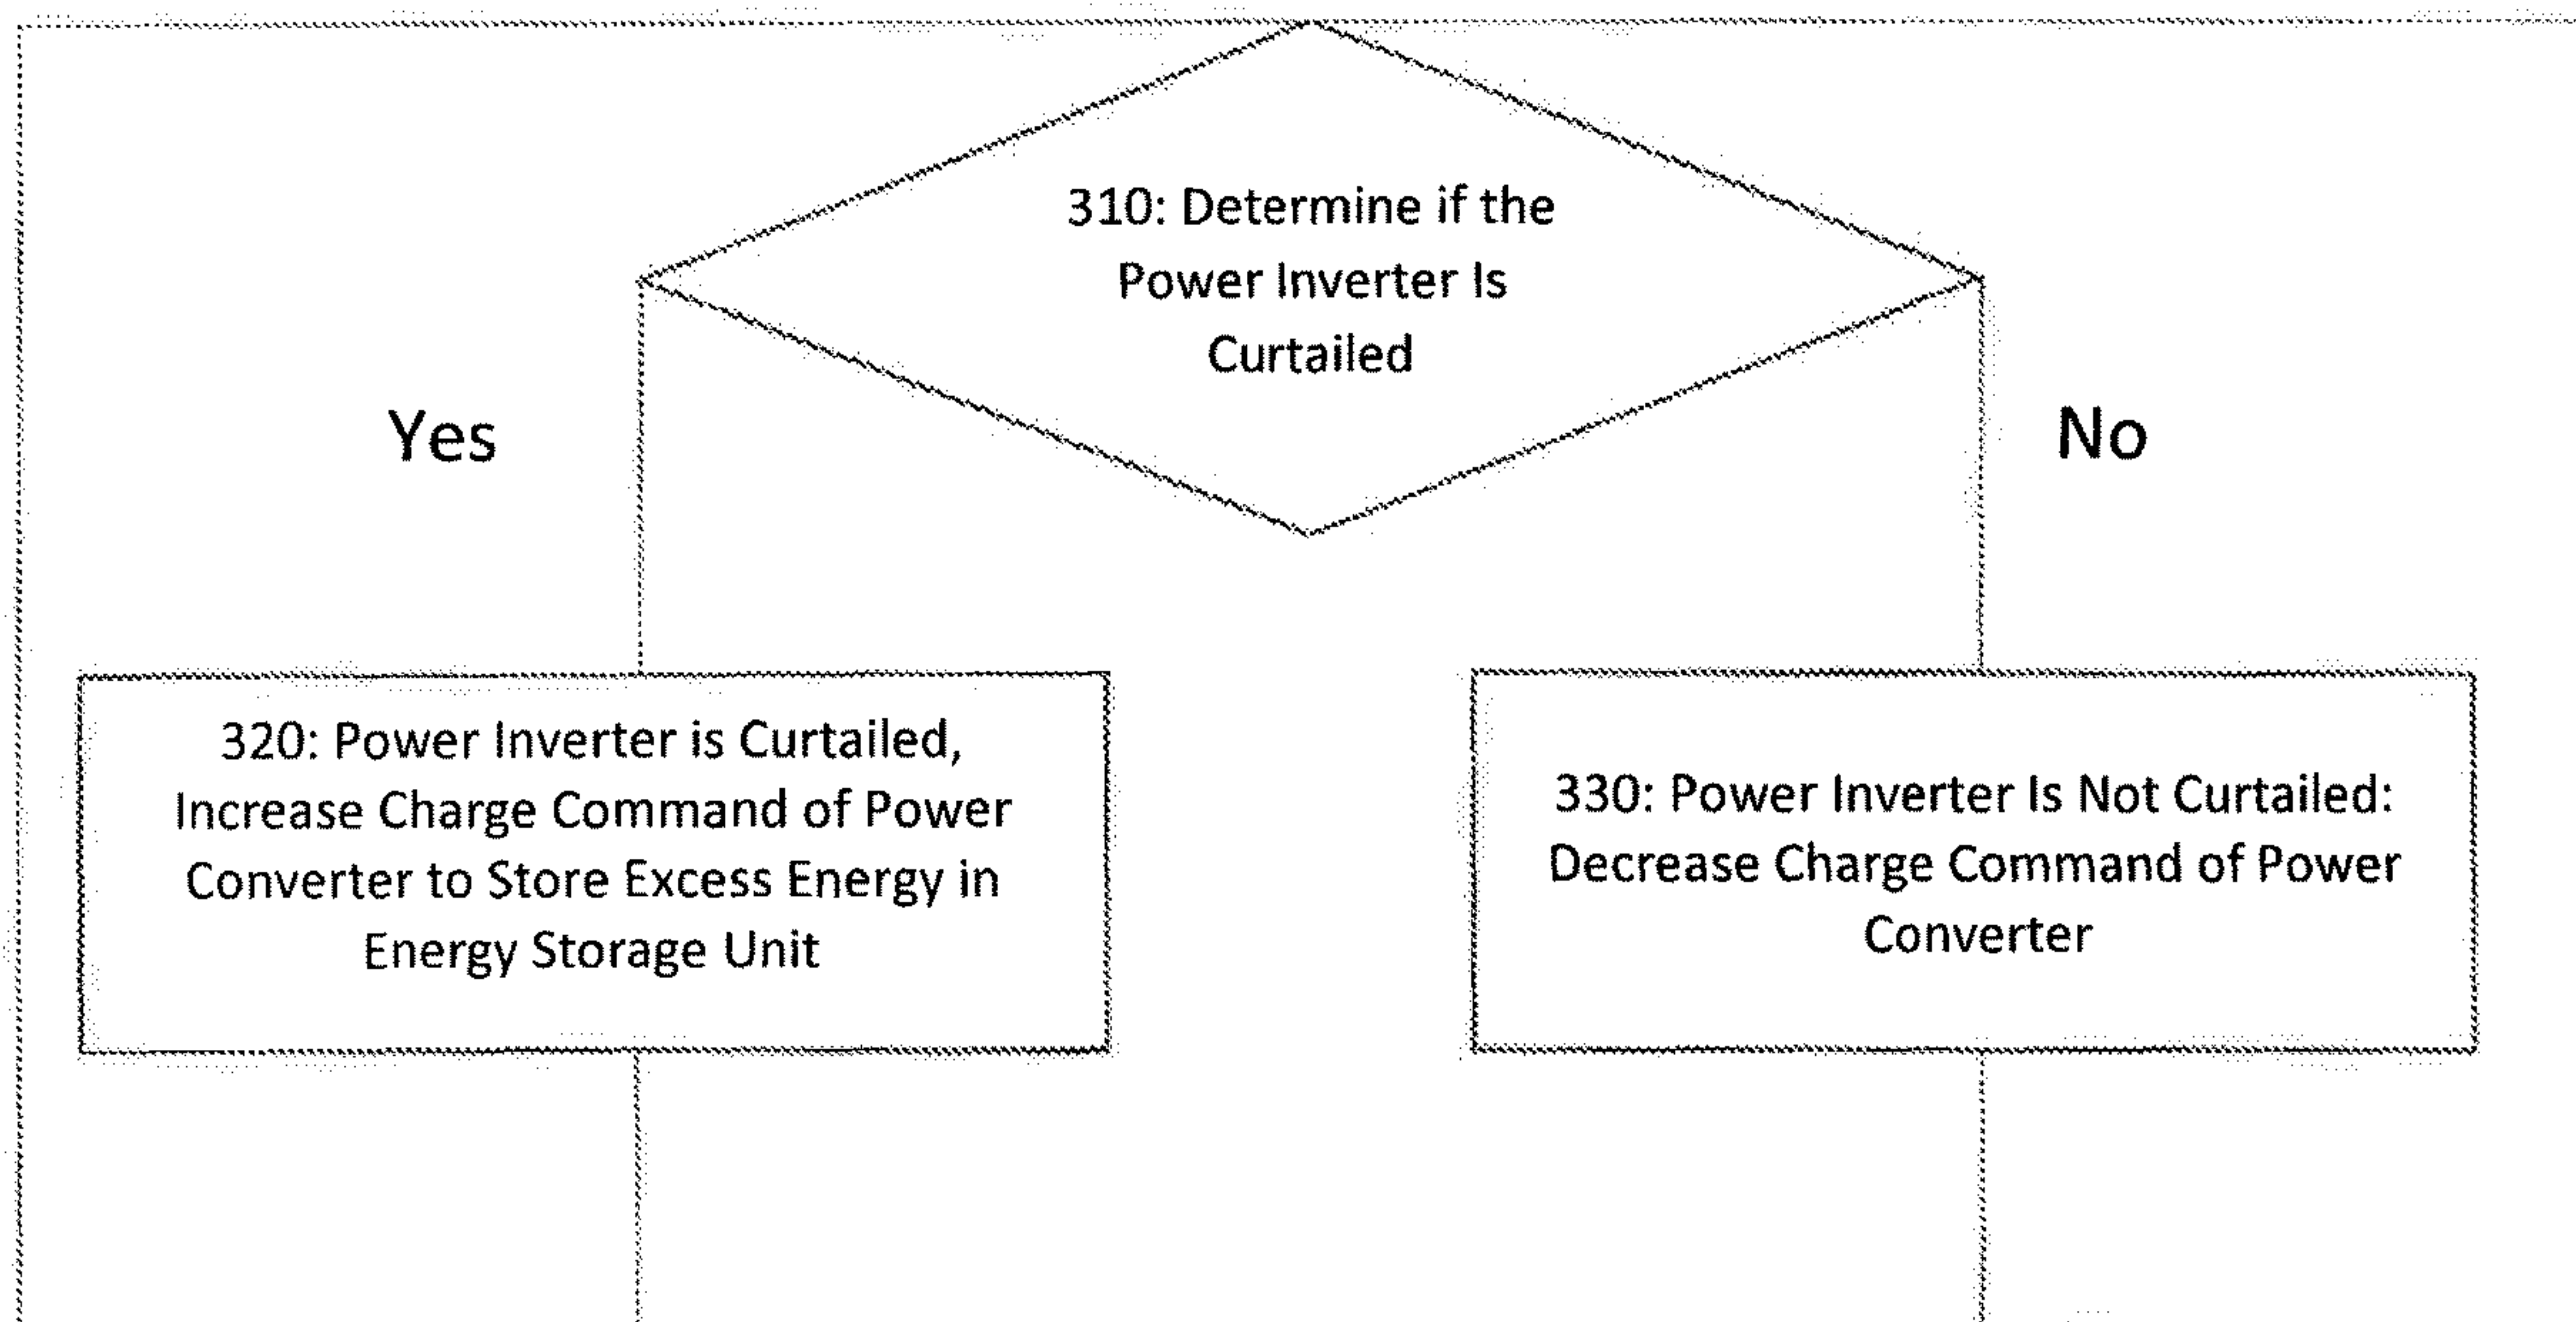 310: Determine if the
Power Inverter Is
Curtailed
Yes
No
320: Power Inverter is Curtailed,
Increase Charge Command of Power
Converter to Store Excess Energy in
Energy Storage Unit
330: Power Inverter Is Not Curtailed:
Decrease Charge Command of Power
Converter